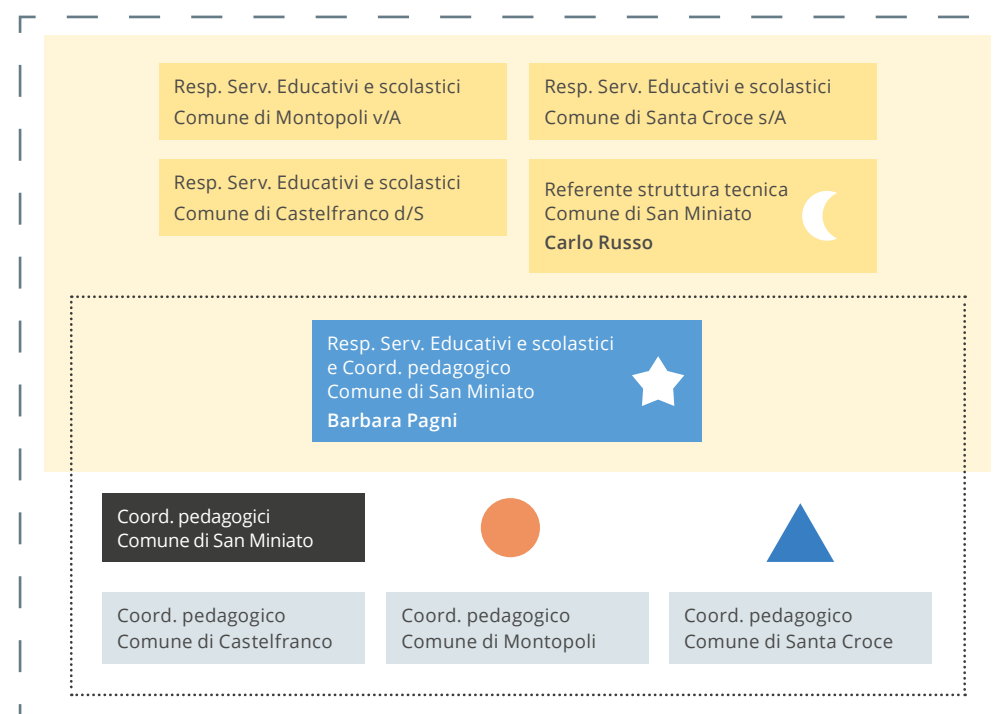 Resp. Serv. Educativi e scolastici
Comune di Montopoli v/A
Resp. Serv. Educativi e scolastici
Comune di Santa Croce s/A
Resp. Serv. Educativi e scolastici
Comune di Castelfranco d/S
Referente struttura tecnica
Comune di San Miniato
Carlo Russo
Resp. Serv. Educativi e scolastici
e Coord. pedagogico
Comune di San Miniato
Barbara Pagni
Coord. pedagogici
Comune di San Miniato
Coord. pedagogico
Comune di Castelfranco
Coord. pedagogico
Comune di Montopoli
Coord. pedagogico
Comune di Santa Croce